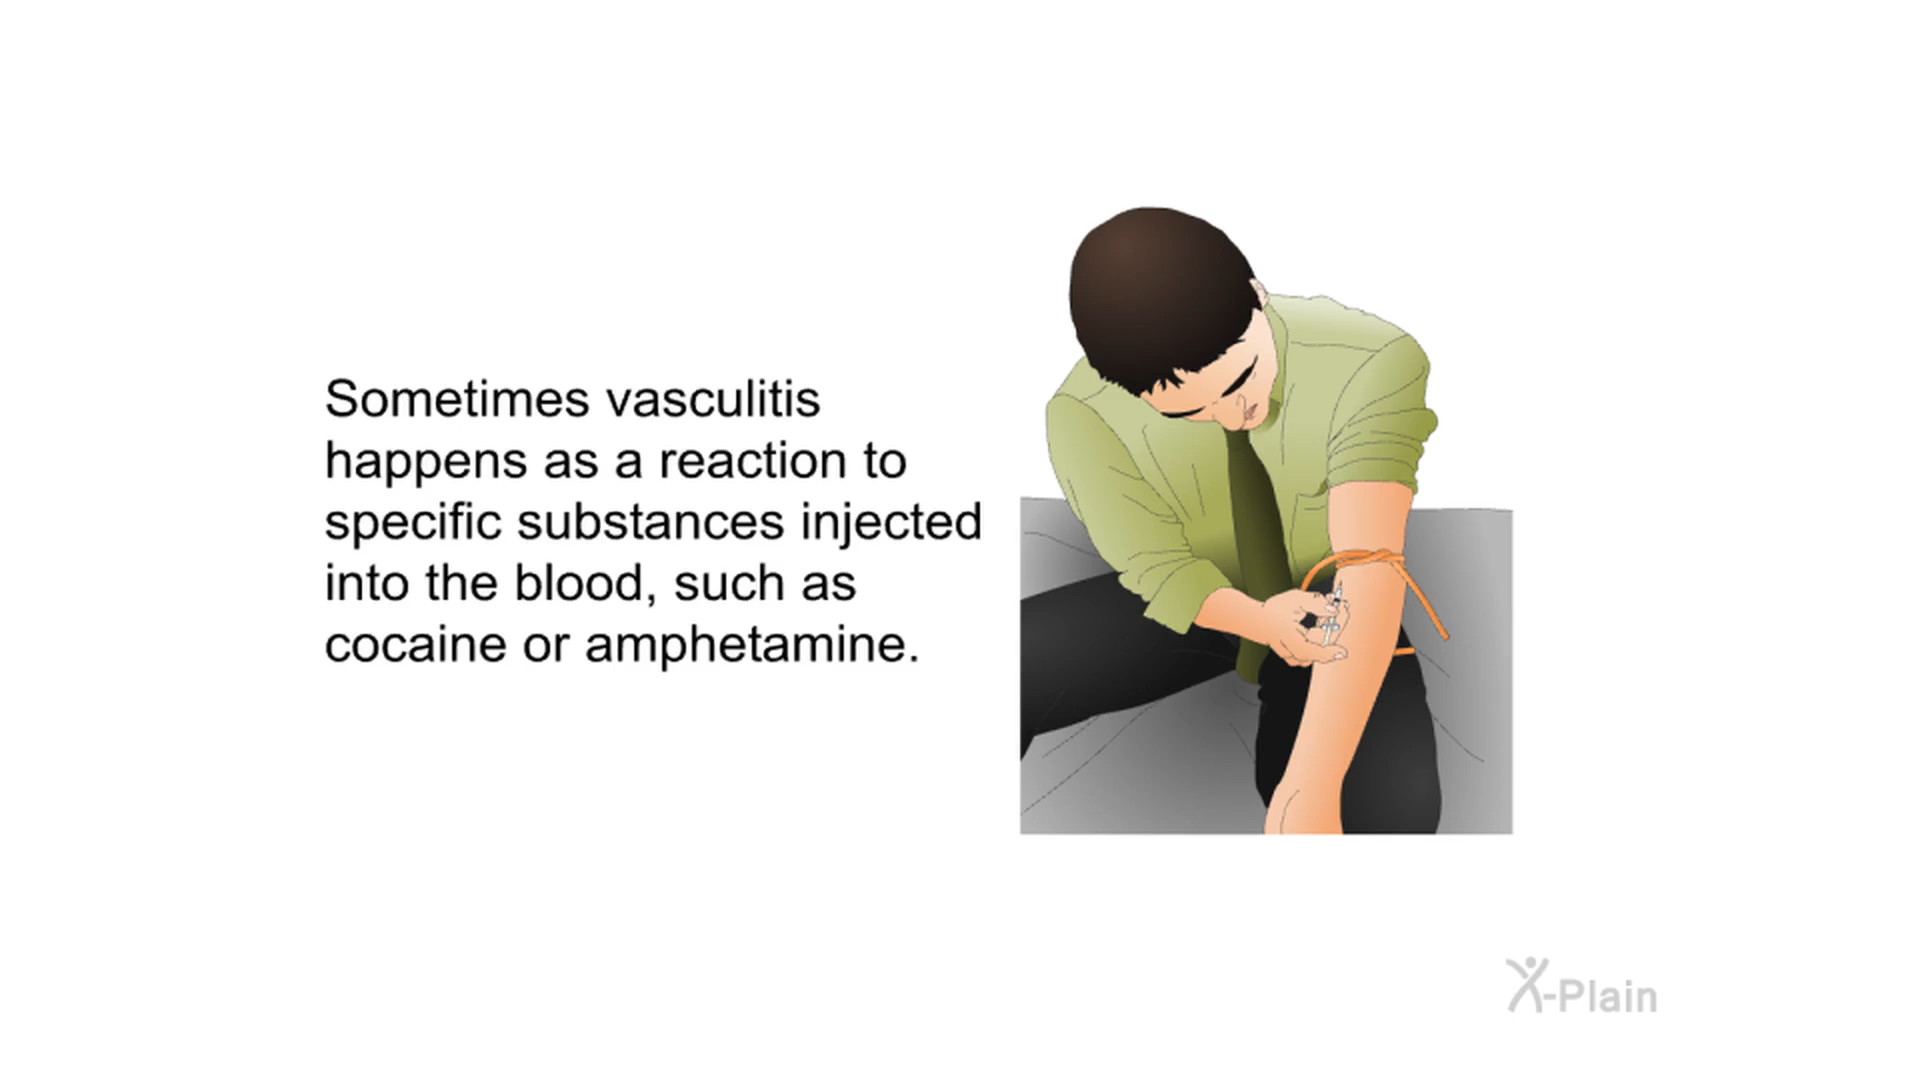 Sometimes vasculitis
happens as a reaction to
specific substances injected
into the blood, such as
cocaine or amphetamine.
X-Plain